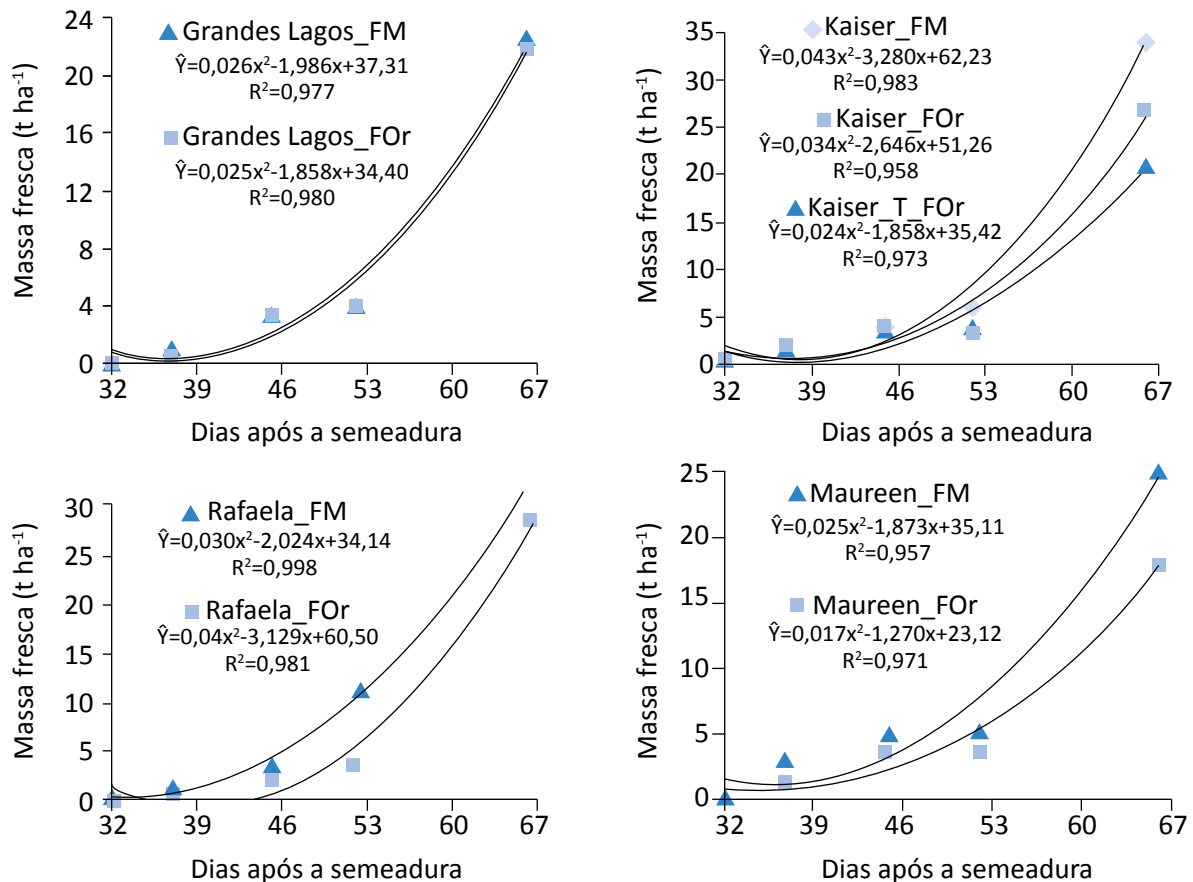 Massa fresca (t ha⁻¹)
24
20
16
12
8
4
0
Grandes Lagos_FM
Ŷ=0,026x²-1,986x+37,31
R²=0,977
Grandes Lagos_FOr
Ŷ=0,025x²-1,858x+34,40
R²=0,980
32 39 46 53 60 67
Dias após a semeadura
Massa fresca (t ha⁻¹)
35
30
25
20
15
10
5
0
Kaiser_FM
Ŷ=0,043x²-3,280x+62,23
R²=0,983
Kaiser_FOr
Ŷ=0,034x²-2,646x+51,26
R²=0,958
Kaiser_T_FOr
Ŷ=0,024x²-1,858x+35,42
R²=0,973
32 39 46 53 60 67
Dias após a semeadura
Massa fresca (t ha⁻¹)
30
25
20
15
10
5
0
Rafaela_FM
Ŷ=0,030x²-2,024x+34,14
R²=0,998
Rafaela_FOr
Ŷ=0,04x²-3,129x+60,50
R²=0,981
32 39 46 53 60 67
Dias após a semeadura
Massa fresca (t ha⁻¹)
25
20
15
10
5
0
Maureen_FM
Ŷ=0,025x²-1,873x+35,11
R²=0,957
Maureen_FOr
Ŷ=0,017x²-1,270x+23,12
R²=0,971
32 39 46 53 60 67
Dias após a semeadura